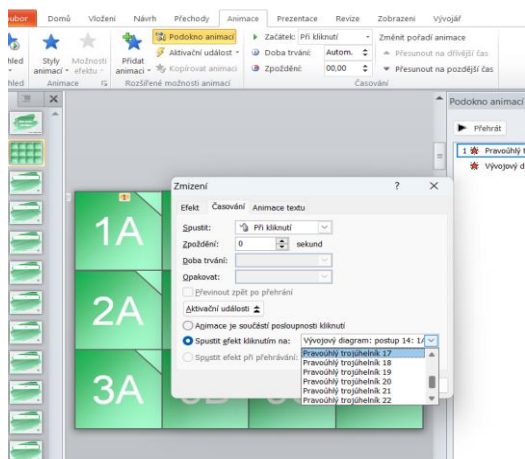 Soubor Domů Vložení Návrh Přechody Animace Prezentace Revize Zobrazení Vývojář
Styly animací
Možnosti efektu
Přidat animaci
Podokno animací
Aktivační událost
Kopírovat animaci
Začátek: Při kliknutí
Doba trvání: Autom.
Zpoždění: 00,00
Změnit pořadí animace
Přesunout na dřívější čas
Přesunout na pozdější čas
Animace Rozšířené možnosti animací Časování
Podokno animací
Přehrát
1 Pravoúhlý t
Vývojový d
1
1A
2A
3A
Zmizení ? X
Efekt Časování Animace textu
Spustit: Při kliknutí
Zpoždění: 0 sekund
Doba trvání:
Opakovat:
Převinout zpět po přehrání
Aktivační události
Animace je součástí posloupnosti kliknutí
Spustit efekt kliknutím na: Vývojový diagram: postup 14: 1A
Spustit efekt při přehrávání:
Pravoúhlý trojúhelník 17
Pravoúhlý trojúhelník 18
Pravoúhlý trojúhelník 19
Pravoúhlý trojúhelník 20
Pravoúhlý trojúhelník 21
Pravoúhlý trojúhelník 22